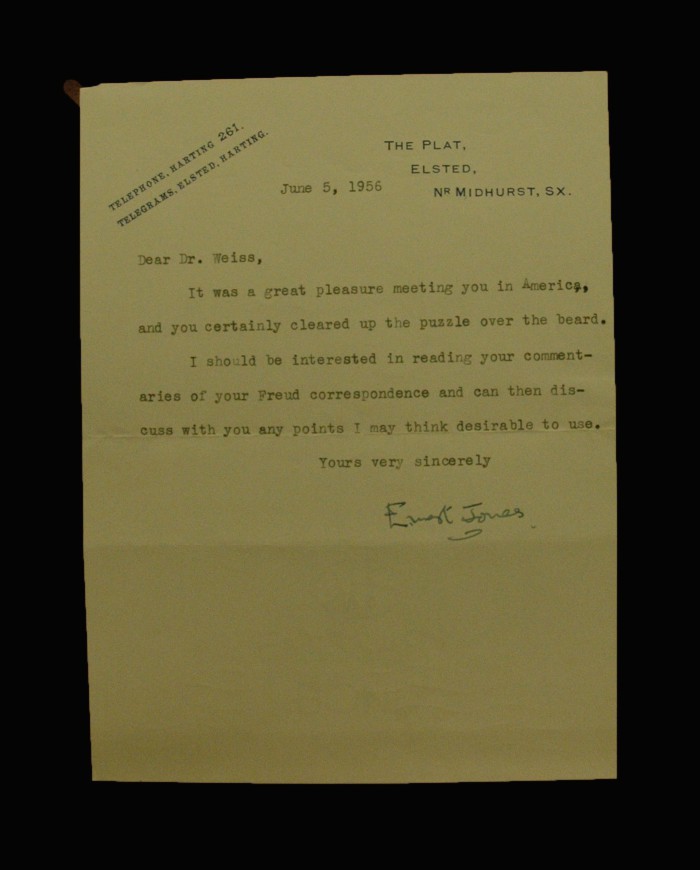 TELEPHONE, HARTING 261.
TELEGRAMS, ELSTED, HARTING.
THE PLAT,
ELSTED,
NR MIDHURST, SX.
June 5, 1956
Dear Dr. Weiss,
It was a great pleasure meeting you in America,
and you certainly cleared up the puzzle over the beard.
I should be interested in reading your comment-
aries of your Freud correspondence and can then dis-
cuss with you any points I may think desirable to use.
Yours very sincerely
Ernest Jones